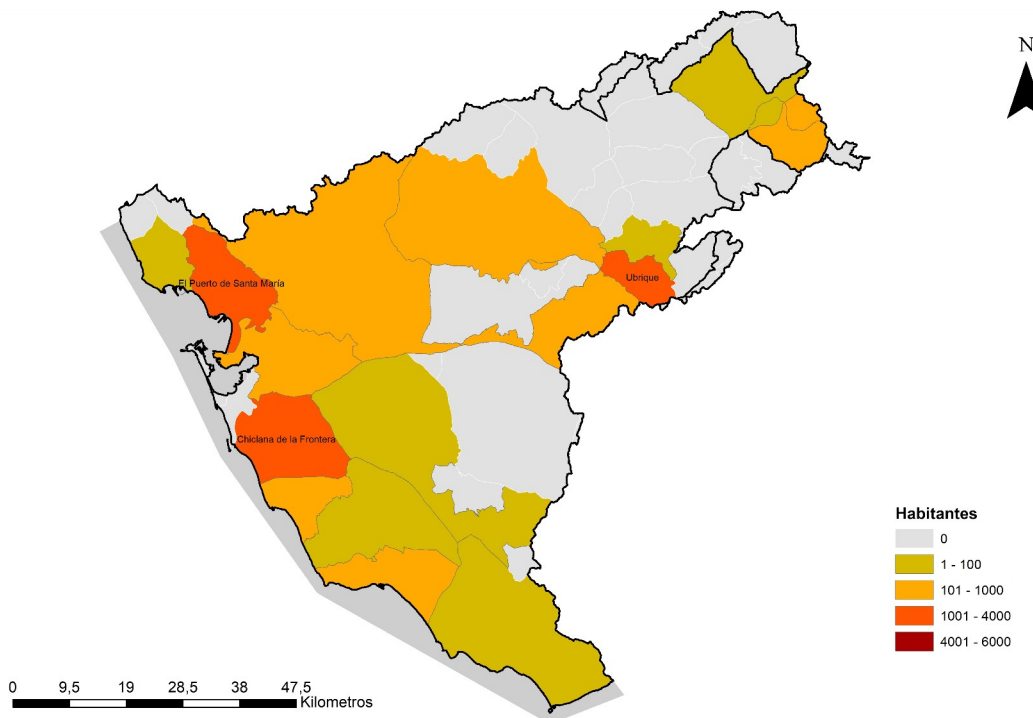 N
El Puerto de Santa María
Ubrique
Chiclana de la Frontera
Habitantes
0
1 - 100
101 - 1000
1001 - 4000
4001 - 6000
0 9,5 19 28,5 38 47,5
Kilometros